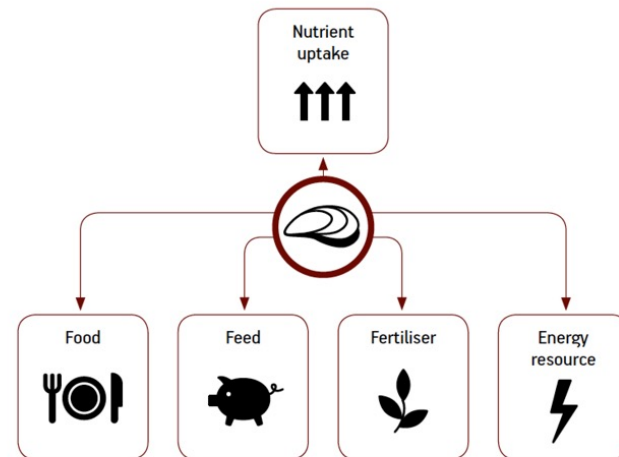 Nutrient
uptake
Food
Feed
Fertiliser
Energy
resource